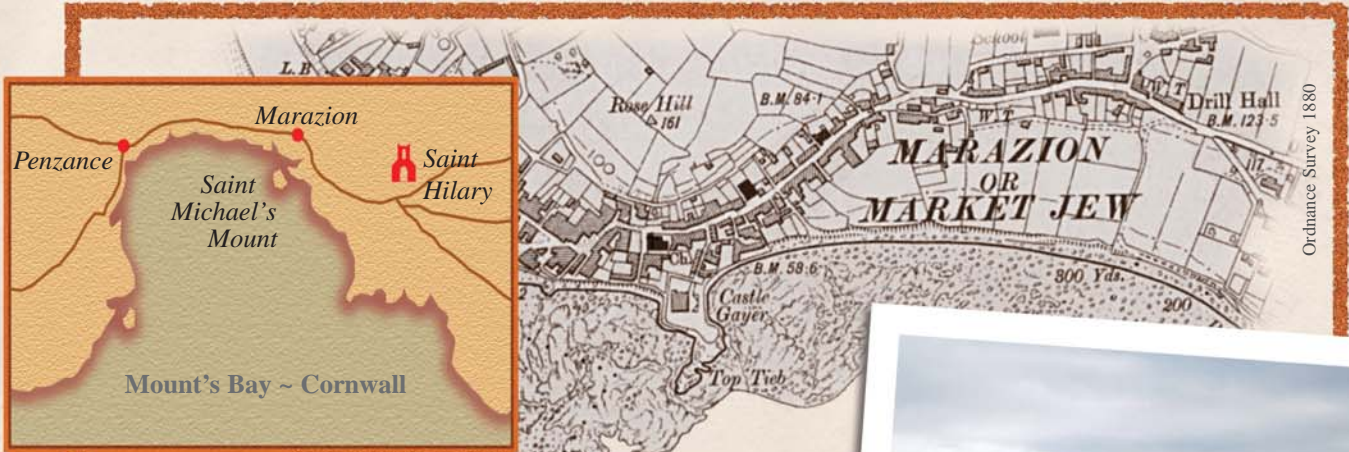 Penzance
Marazion
Saint
Michael's
Mount
Saint
Hilary
Mount's Bay ~ Cornwall
L.B
School
Rose Hill
161
B.M. 84·1
W T
W T
Drill Hall
B.M. 123·5
MARAZION
OR
MARKET JEW
Ch.
B.M. 58·6
Castle
Gayer
Top Tieb
300 Yds.
200
Ordnance Survey 1880